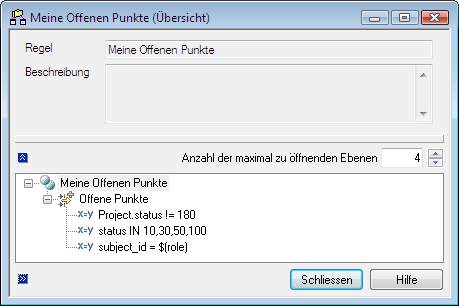 Meine Offenen Punkte (Übersicht)
Regel
Meine Offenen Punkte
Beschreibung
Anzahl der maximal zu öffnenden Ebenen 4
Meine Offenen Punkte
Offene Punkte
x=y Project.status != 180
x=y status IN 10,30,50,100
x=y subject_id = $(role)
Schliessen Hilfe